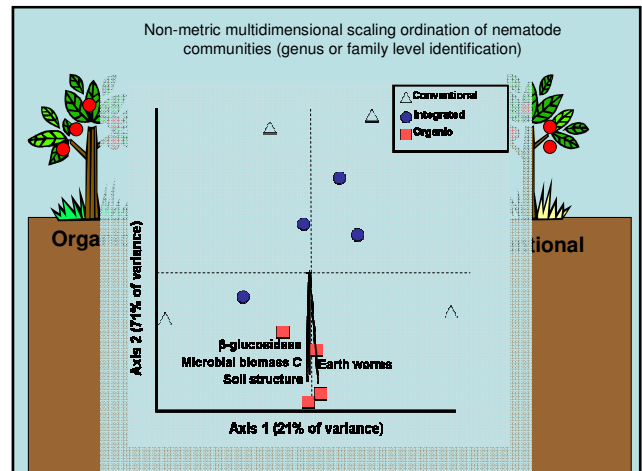 Non-metric multidimensional scaling ordination of nematode
communities (genus or family level identification)
Conventional
Integrated
Organic
Orga
tional
Axis 2 (71% of variance)
β-glucosidase
Microbial biomass C
Earth worms
Soil structure
Axis 1 (21% of variance)